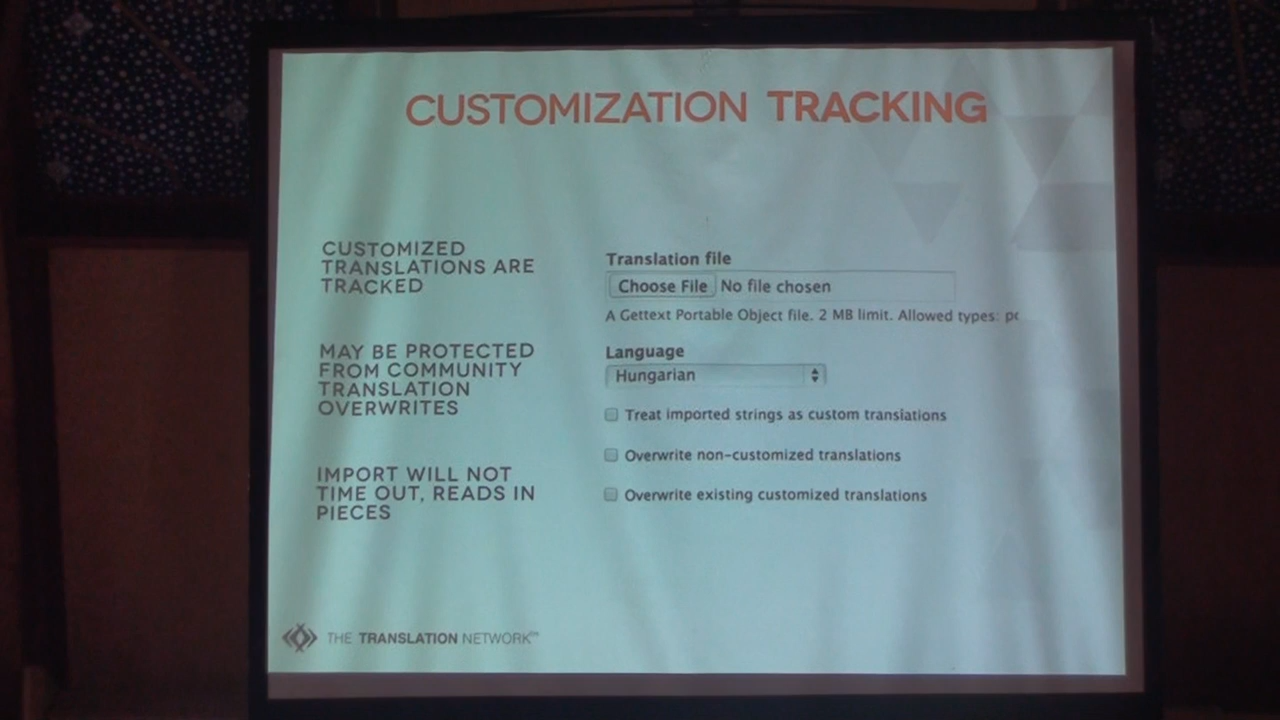 CUSTOMIZATION TRACKING
CUSTOMIZED
TRANSLATIONS ARE
TRACKED
MAY BE PROTECTED
FROM COMMUNITY
TRANSLATION
OVERWRITES
IMPORT WILL NOT
TIME OUT, READS IN
PIECES
Translation file
Choose File No file chosen
A Gettext Portable Object file. 2 MB limit. Allowed types:
Language
Hungarian
Treat imported strings as custom translations
Overwrite non-customized translations
Overwrite existing customized translations
THE TRANSLATION NETWORK